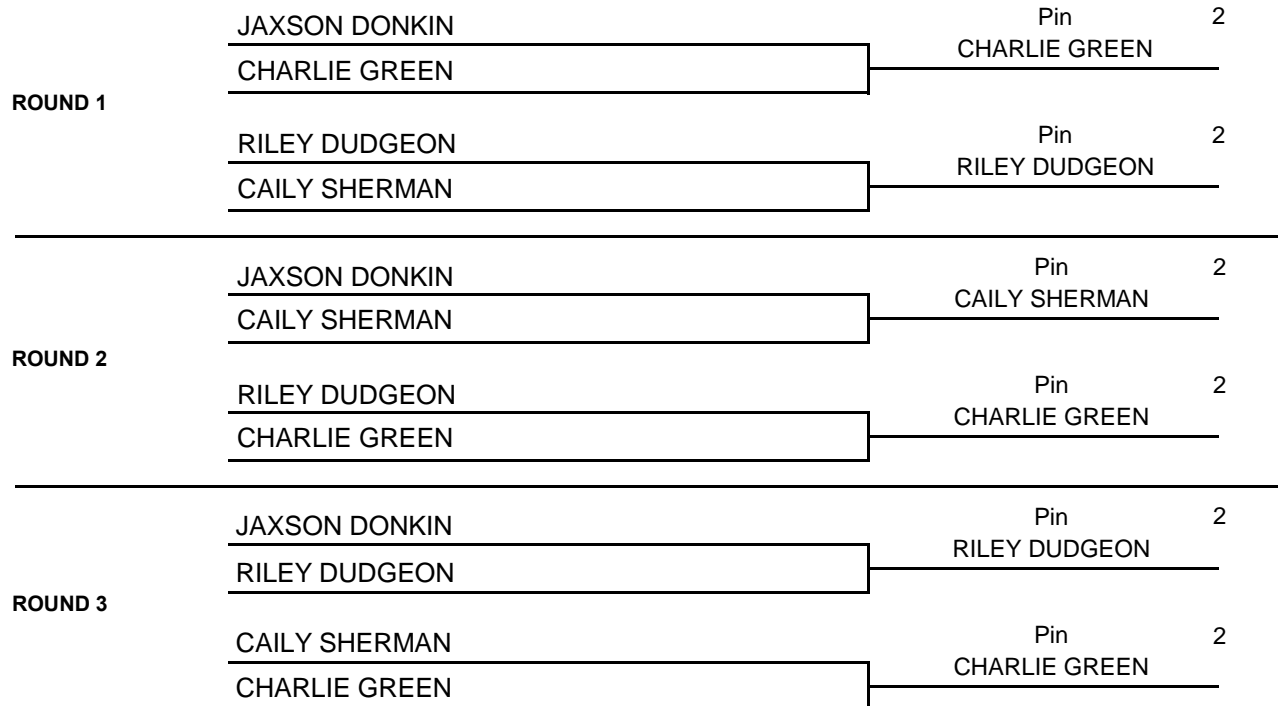 JAXSON DONKIN
Pin 2
CHARLIE GREEN
CHARLIE GREEN
ROUND 1
RILEY DUDGEON
Pin 2
RILEY DUDGEON
CAILY SHERMAN
JAXSON DONKIN
Pin 2
CAILY SHERMAN
CAILY SHERMAN
ROUND 2
RILEY DUDGEON
Pin 2
CHARLIE GREEN
CHARLIE GREEN
JAXSON DONKIN
Pin 2
RILEY DUDGEON
RILEY DUDGEON
ROUND 3
CAILY SHERMAN
Pin 2
CHARLIE GREEN
CHARLIE GREEN